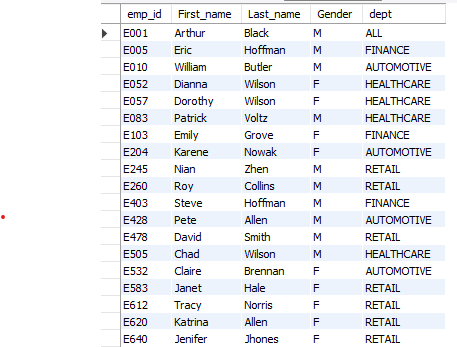 emp_id First_name Last_name Gender dept
E001 Arthur Black M ALL
E005 Eric Hoffman M FINANCE
E010 William Butler M AUTOMOTIVE
E052 Dianna Wilson F HEALTHCARE
E057 Dorothy Wilson F HEALTHCARE
E083 Patrick Voltz M HEALTHCARE
E103 Emily Grove F FINANCE
E204 Karene Nowak F AUTOMOTIVE
E245 Nian Zhen M RETAIL
E260 Roy Collins M RETAIL
E403 Steve Hoffman M FINANCE
E428 Pete Allen M AUTOMOTIVE
E478 David Smith M RETAIL
E505 Chad Wilson M HEALTHCARE
E532 Claire Brennan F AUTOMOTIVE
E583 Janet Hale F RETAIL
E612 Tracy Norris F RETAIL
E620 Katrina Allen F RETAIL
E640 Jenifer Jhones F RETAIL